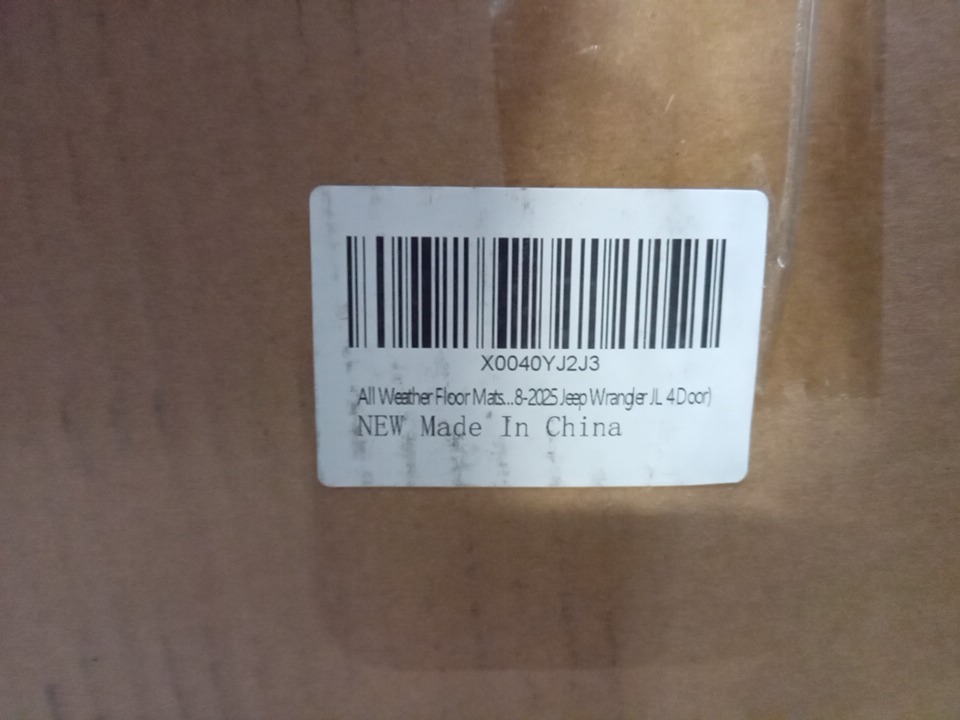 X0040YJ2J3
All Weather Floor Mats...8-2025 Jeep Wrangler JL 4 Door)
NEW Made In China